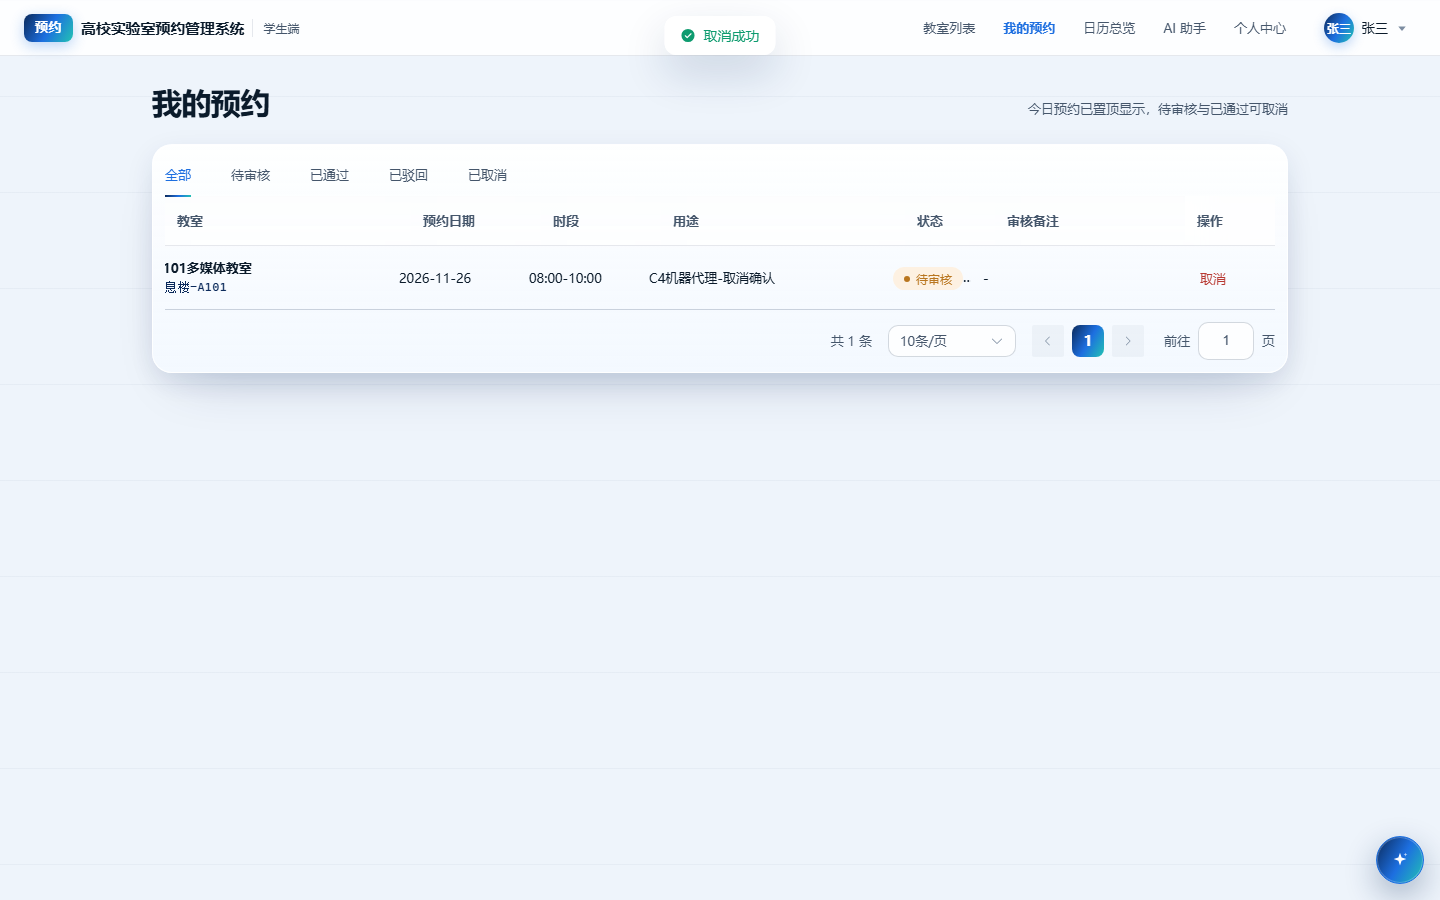 预约 高校实验室预约管理系统 学生端 取消成功 教室列表 我的预约 日历总览 AI 助手 个人中心 张三 张三
我的预约 今日预约已置顶显示，待审核与已通过可取消
全部 待审核 已通过 已驳回 已取消
教室 预约日期 时段 用途 状态 审核备注 操作
101多媒体教室
息楼-A101 2026-11-26 08:00-10:00 C4机器代理-取消确认 待审核 .. - 取消
共 1 条 10条/页 1 前往 1 页